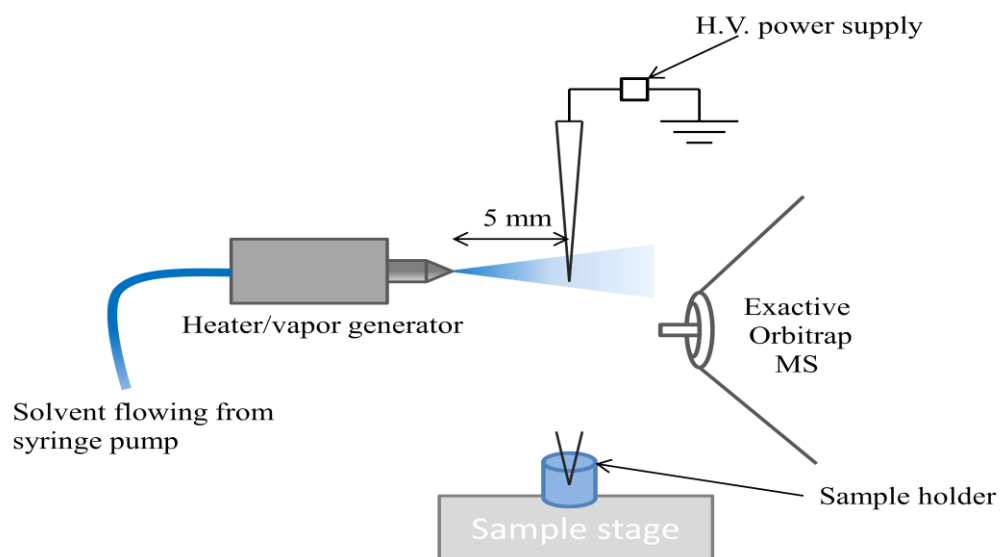 H.V. power supply
5 mm
Heater/vapor generator
Exactive
Orbitrap
MS
Solvent flowing from
syringe pump
Sample holder
Sample stage